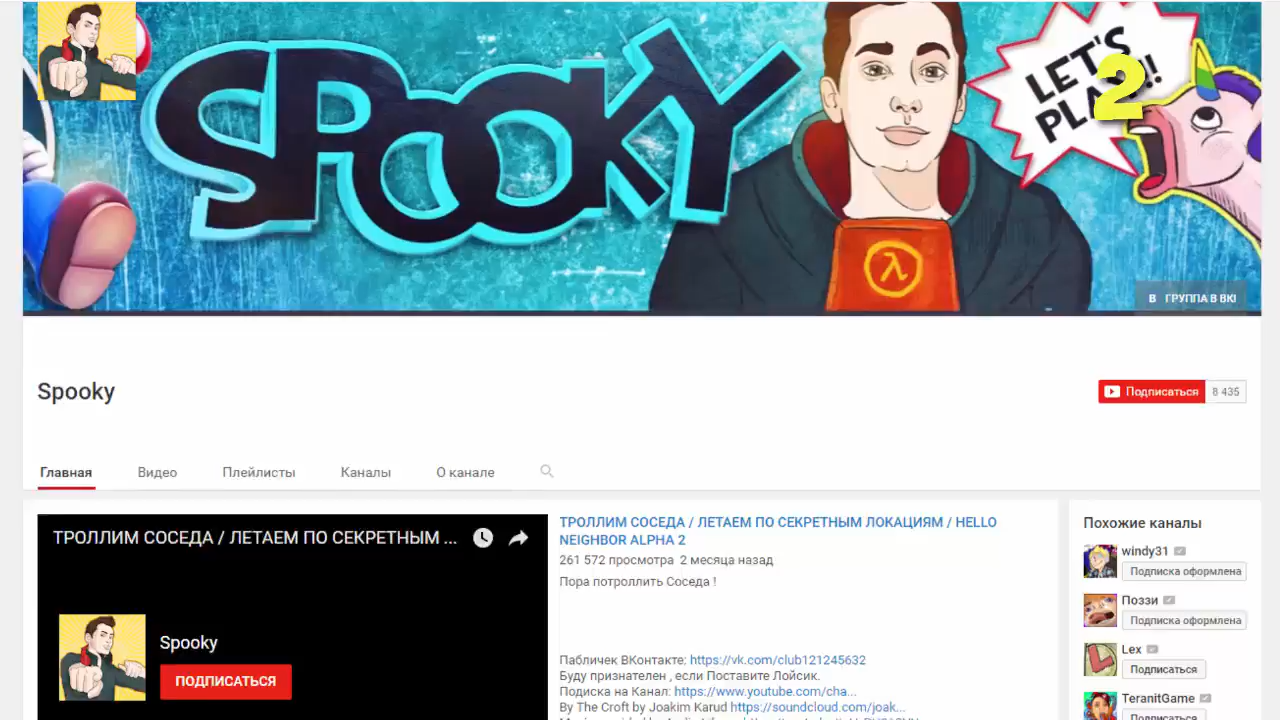 SPOOKY
LET'S
2
В ГРУППА В ВК!
Spooky
Подписаться 8 435
Главная Видео Плейлисты Каналы О канале
ТРОЛЛИМ СОСЕДА / ЛЕТАЕМ ПО СЕКРЕТНЫМ ...
Spooky
ПОДПИСАТЬСЯ
ТРОЛЛИМ СОСЕДА / ЛЕТАЕМ ПО СЕКРЕТНЫМ ЛОКАЦИЯМ / HELLO
NEIGHBOR ALPHA 2
261 572 просмотра 2 месяца назад
Пора потроллить Соседа !
Пабличек ВКонтакте: https://vk.com/club121245632
Буду признателен , если Поставите Лойсик.
Подиска на Канал: https://www.youtube.com/cha...
By The Croft by Joakim Karud https://soundcloud.com/joak...
Похожие каналы
windy31
Подписка оформлена
Поззи
Подписка оформлена
Lex
Подписаться
TeranitGame
Подписаться